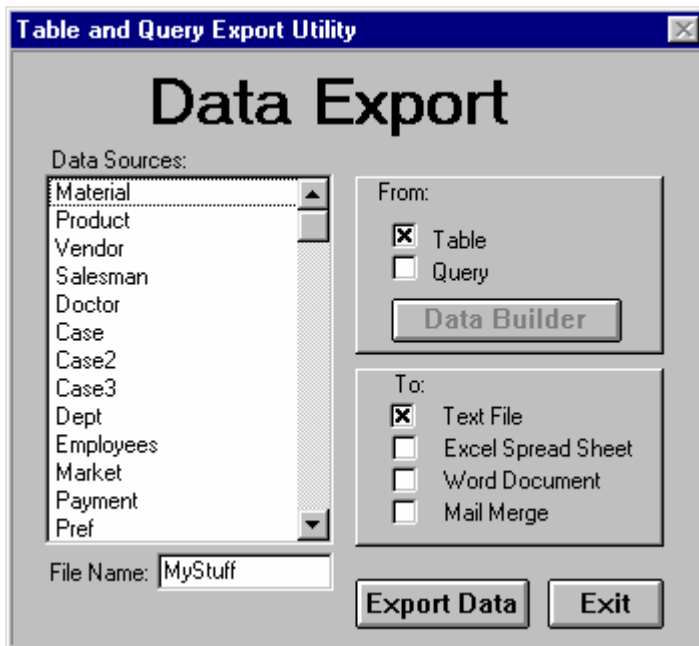 Table and Query Export Utility
Data Export
Data Sources:
Material
Product
Vendor
Salesman
Doctor
Case
Case2
Case3
Dept
Employees
Market
Payment
Pref
File Name: MyStuff
From:
Table
Query
Data Builder
To:
Text File
Excel Spread Sheet
Word Document
Mail Merge
Export Data
Exit